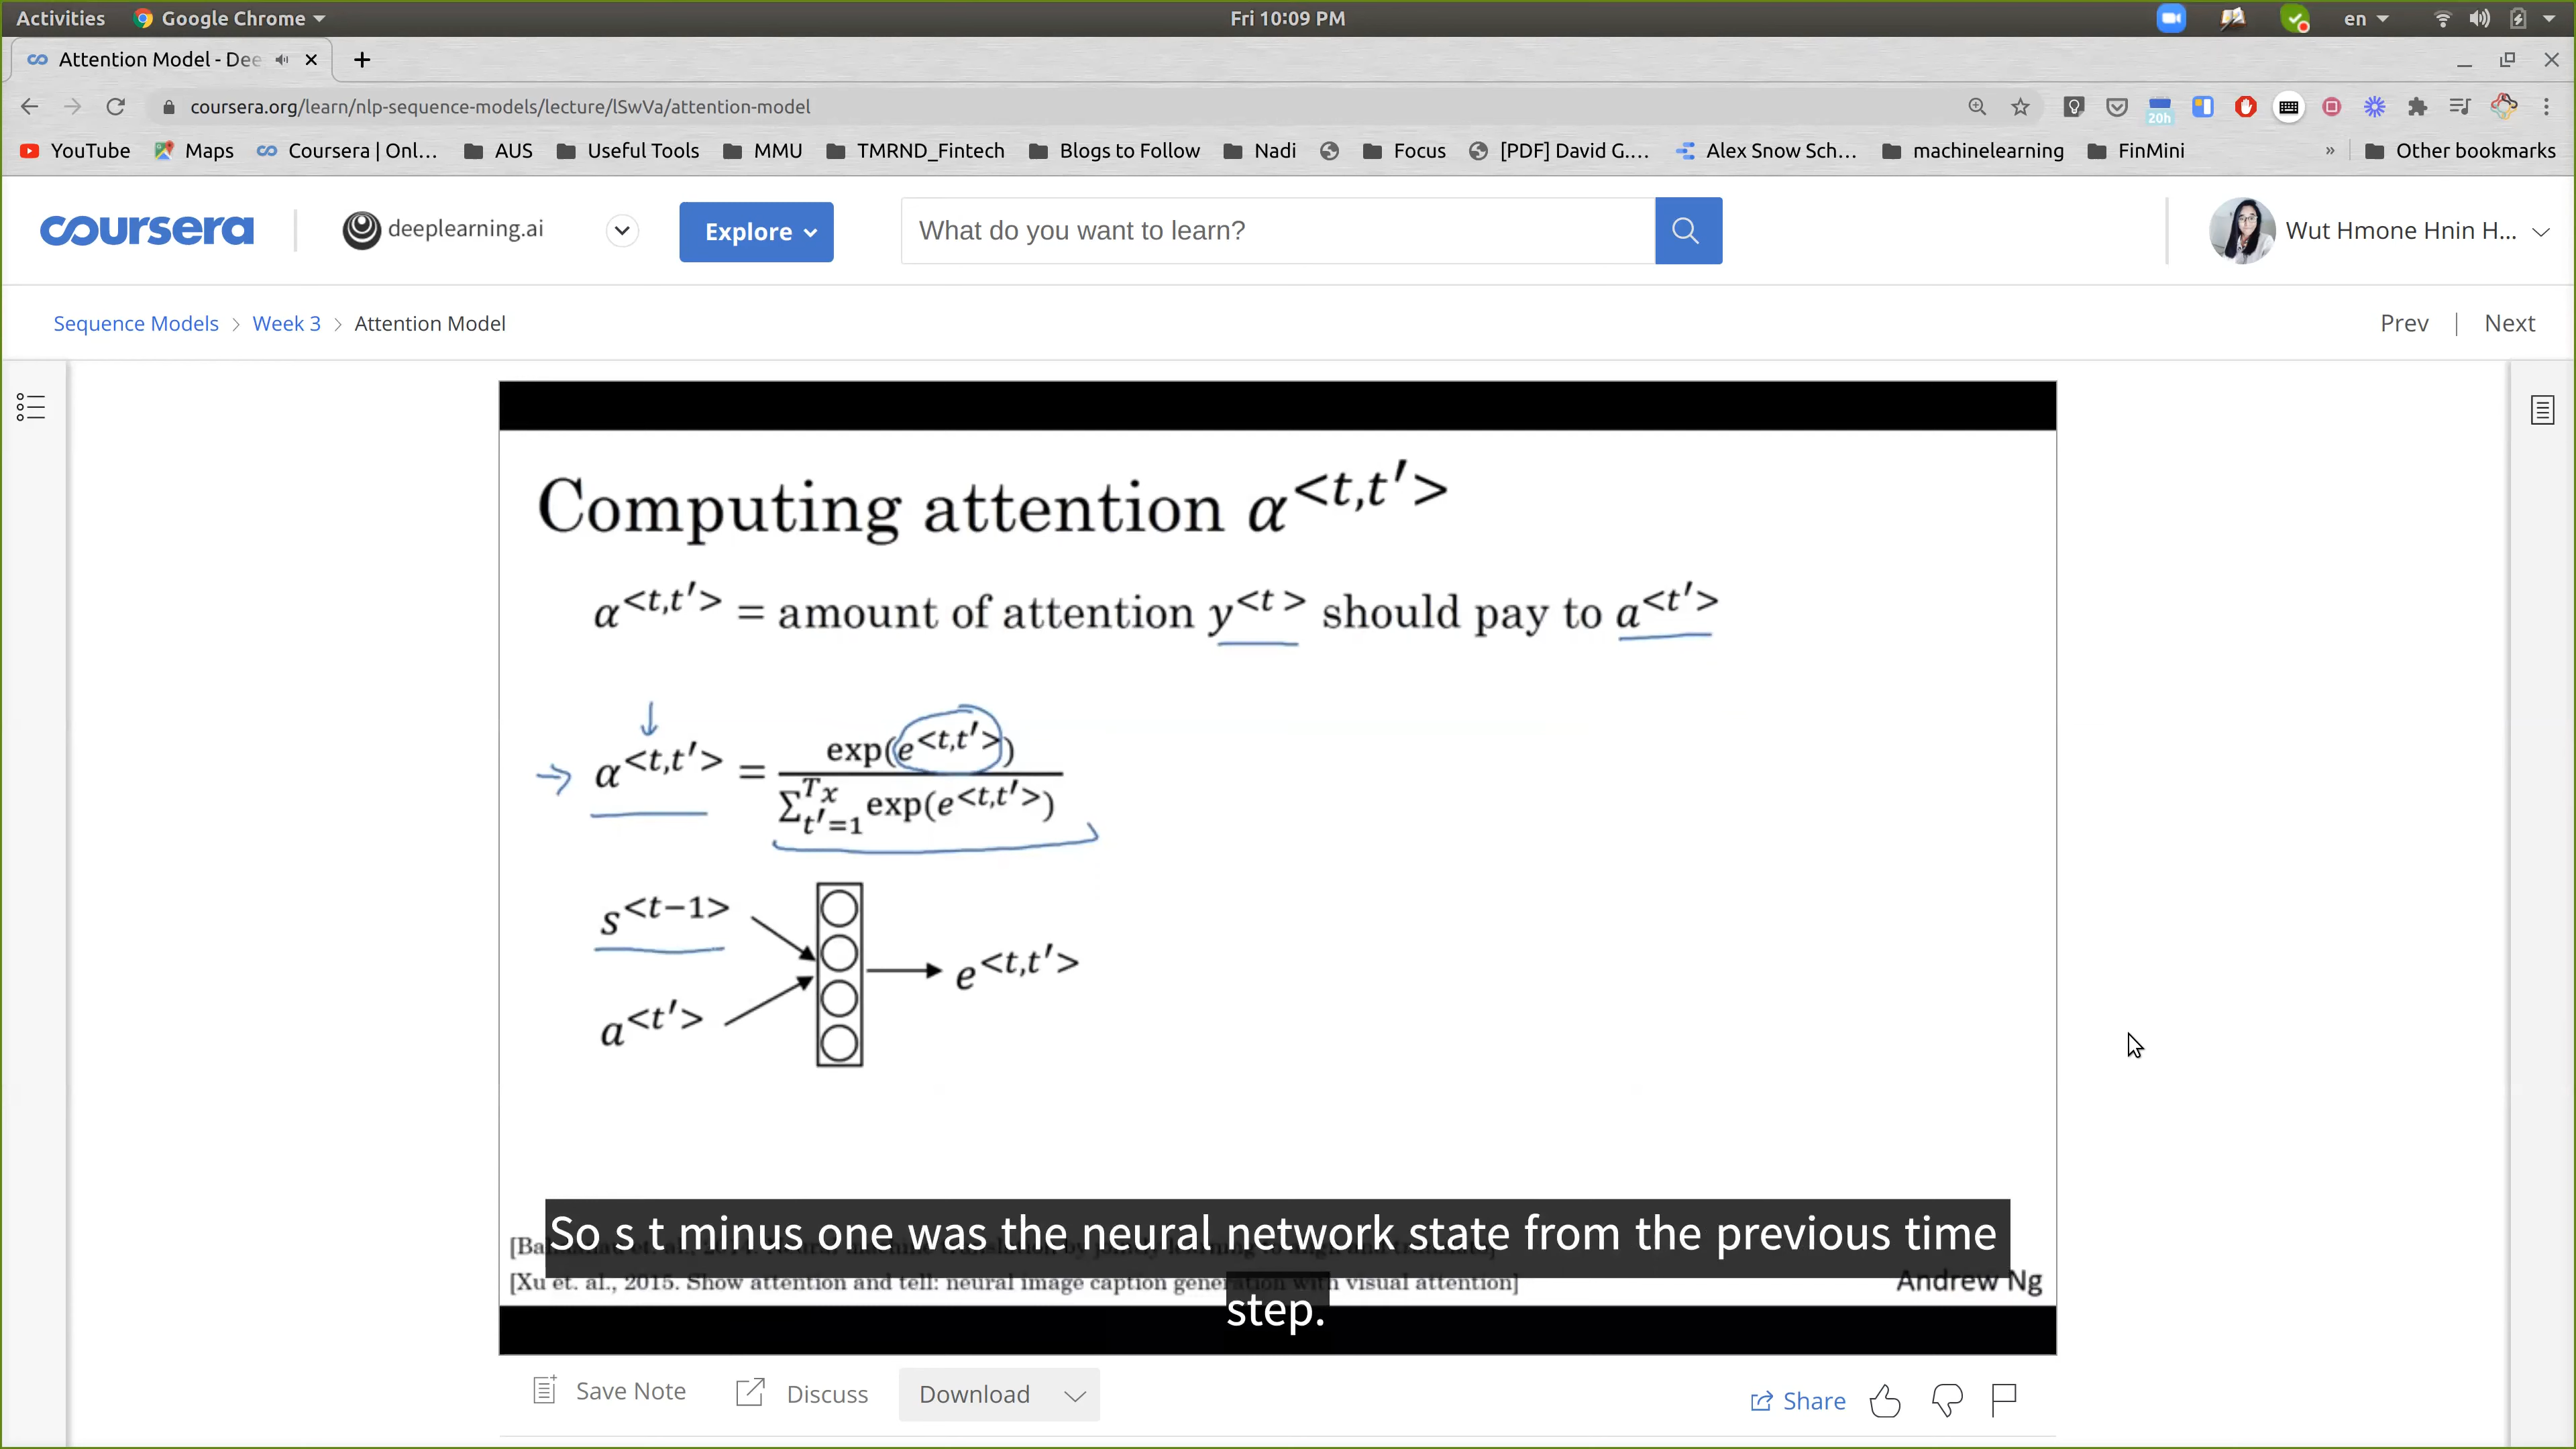 Activities Google Chrome Fri 10:09 PM en
Attention Model - Dee
coursera.org/learn/nlp-sequence-models/lecture/lSwVa/attention-model
20h
YouTube Maps Coursera | Onl... AUS Useful Tools MMU TMRND_Fintech Blogs to Follow Nadi Focus [PDF] David G.... Alex Snow Sch... machinelearning FinMini » Other bookmarks
coursera deeplearning.ai Explore What do you want to learn? Wut Hmone Hnin H...
Sequence Models > Week 3 > Attention Model Prev | Next
Computing attention α^<t,t′>
α^<t,t′> = amount of attention y^<t> should pay to a^<t′>
α^<t,t′> = exp(e^<t,t′>) / Σ_{t′=1}^{Tx} exp(e^<t,t′>)
s^<t−1>
e^<t,t′>
a^<t′>
So s t minus one was the neural network state from the previous time
step.
[Xu et. al., 2015. Show attention and tell: neural image caption generation with visual attention] Andrew Ng
Save Note Discuss Download Share